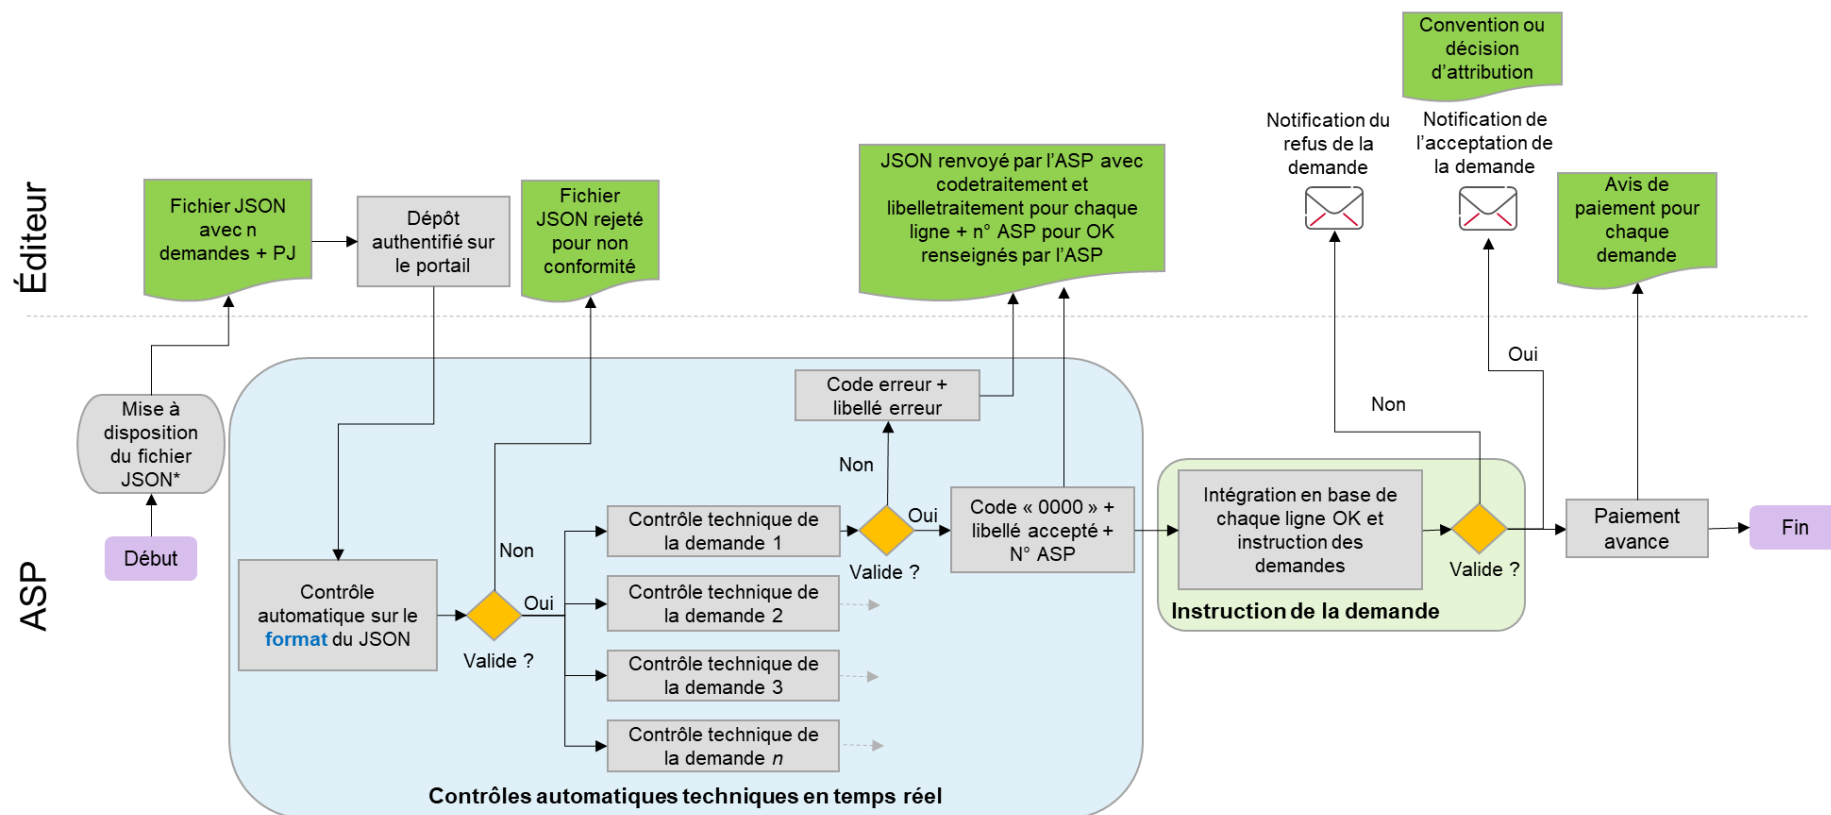 Éditeur
ASP
Fichier JSON
avec n
demandes + PJ
Dépôt
authentifié sur
le portail
Fichier
JSON rejeté
pour non
conformité
JSON renvoyé par l’ASP avec
codetraitement et
libelletraitement pour chaque
ligne + n° ASP pour OK
renseignés par l’ASP
Notification du
refus de la
demande
Convention ou
décision
d’attribution
Notification de
l’acceptation de
la demande
Avis de
paiement pour
chaque
demande
Mise à
disposition
du fichier
JSON*
Début
Contrôle
automatique sur le
format du JSON
Non
Oui
Valide ?
Contrôle technique de
la demande 1
Contrôle technique de
la demande 2
Contrôle technique de
la demande 3
Contrôle technique de
la demande n
Code erreur +
libellé erreur
Non
Oui
Valide ?
Code « 0000 » +
libellé accepté +
N° ASP
Contrôles automatiques techniques en temps réel
Intégration en base de
chaque ligne OK et
instruction des
demandes
Instruction de la demande
Non
Oui
Valide ?
Paiement
avance
Fin